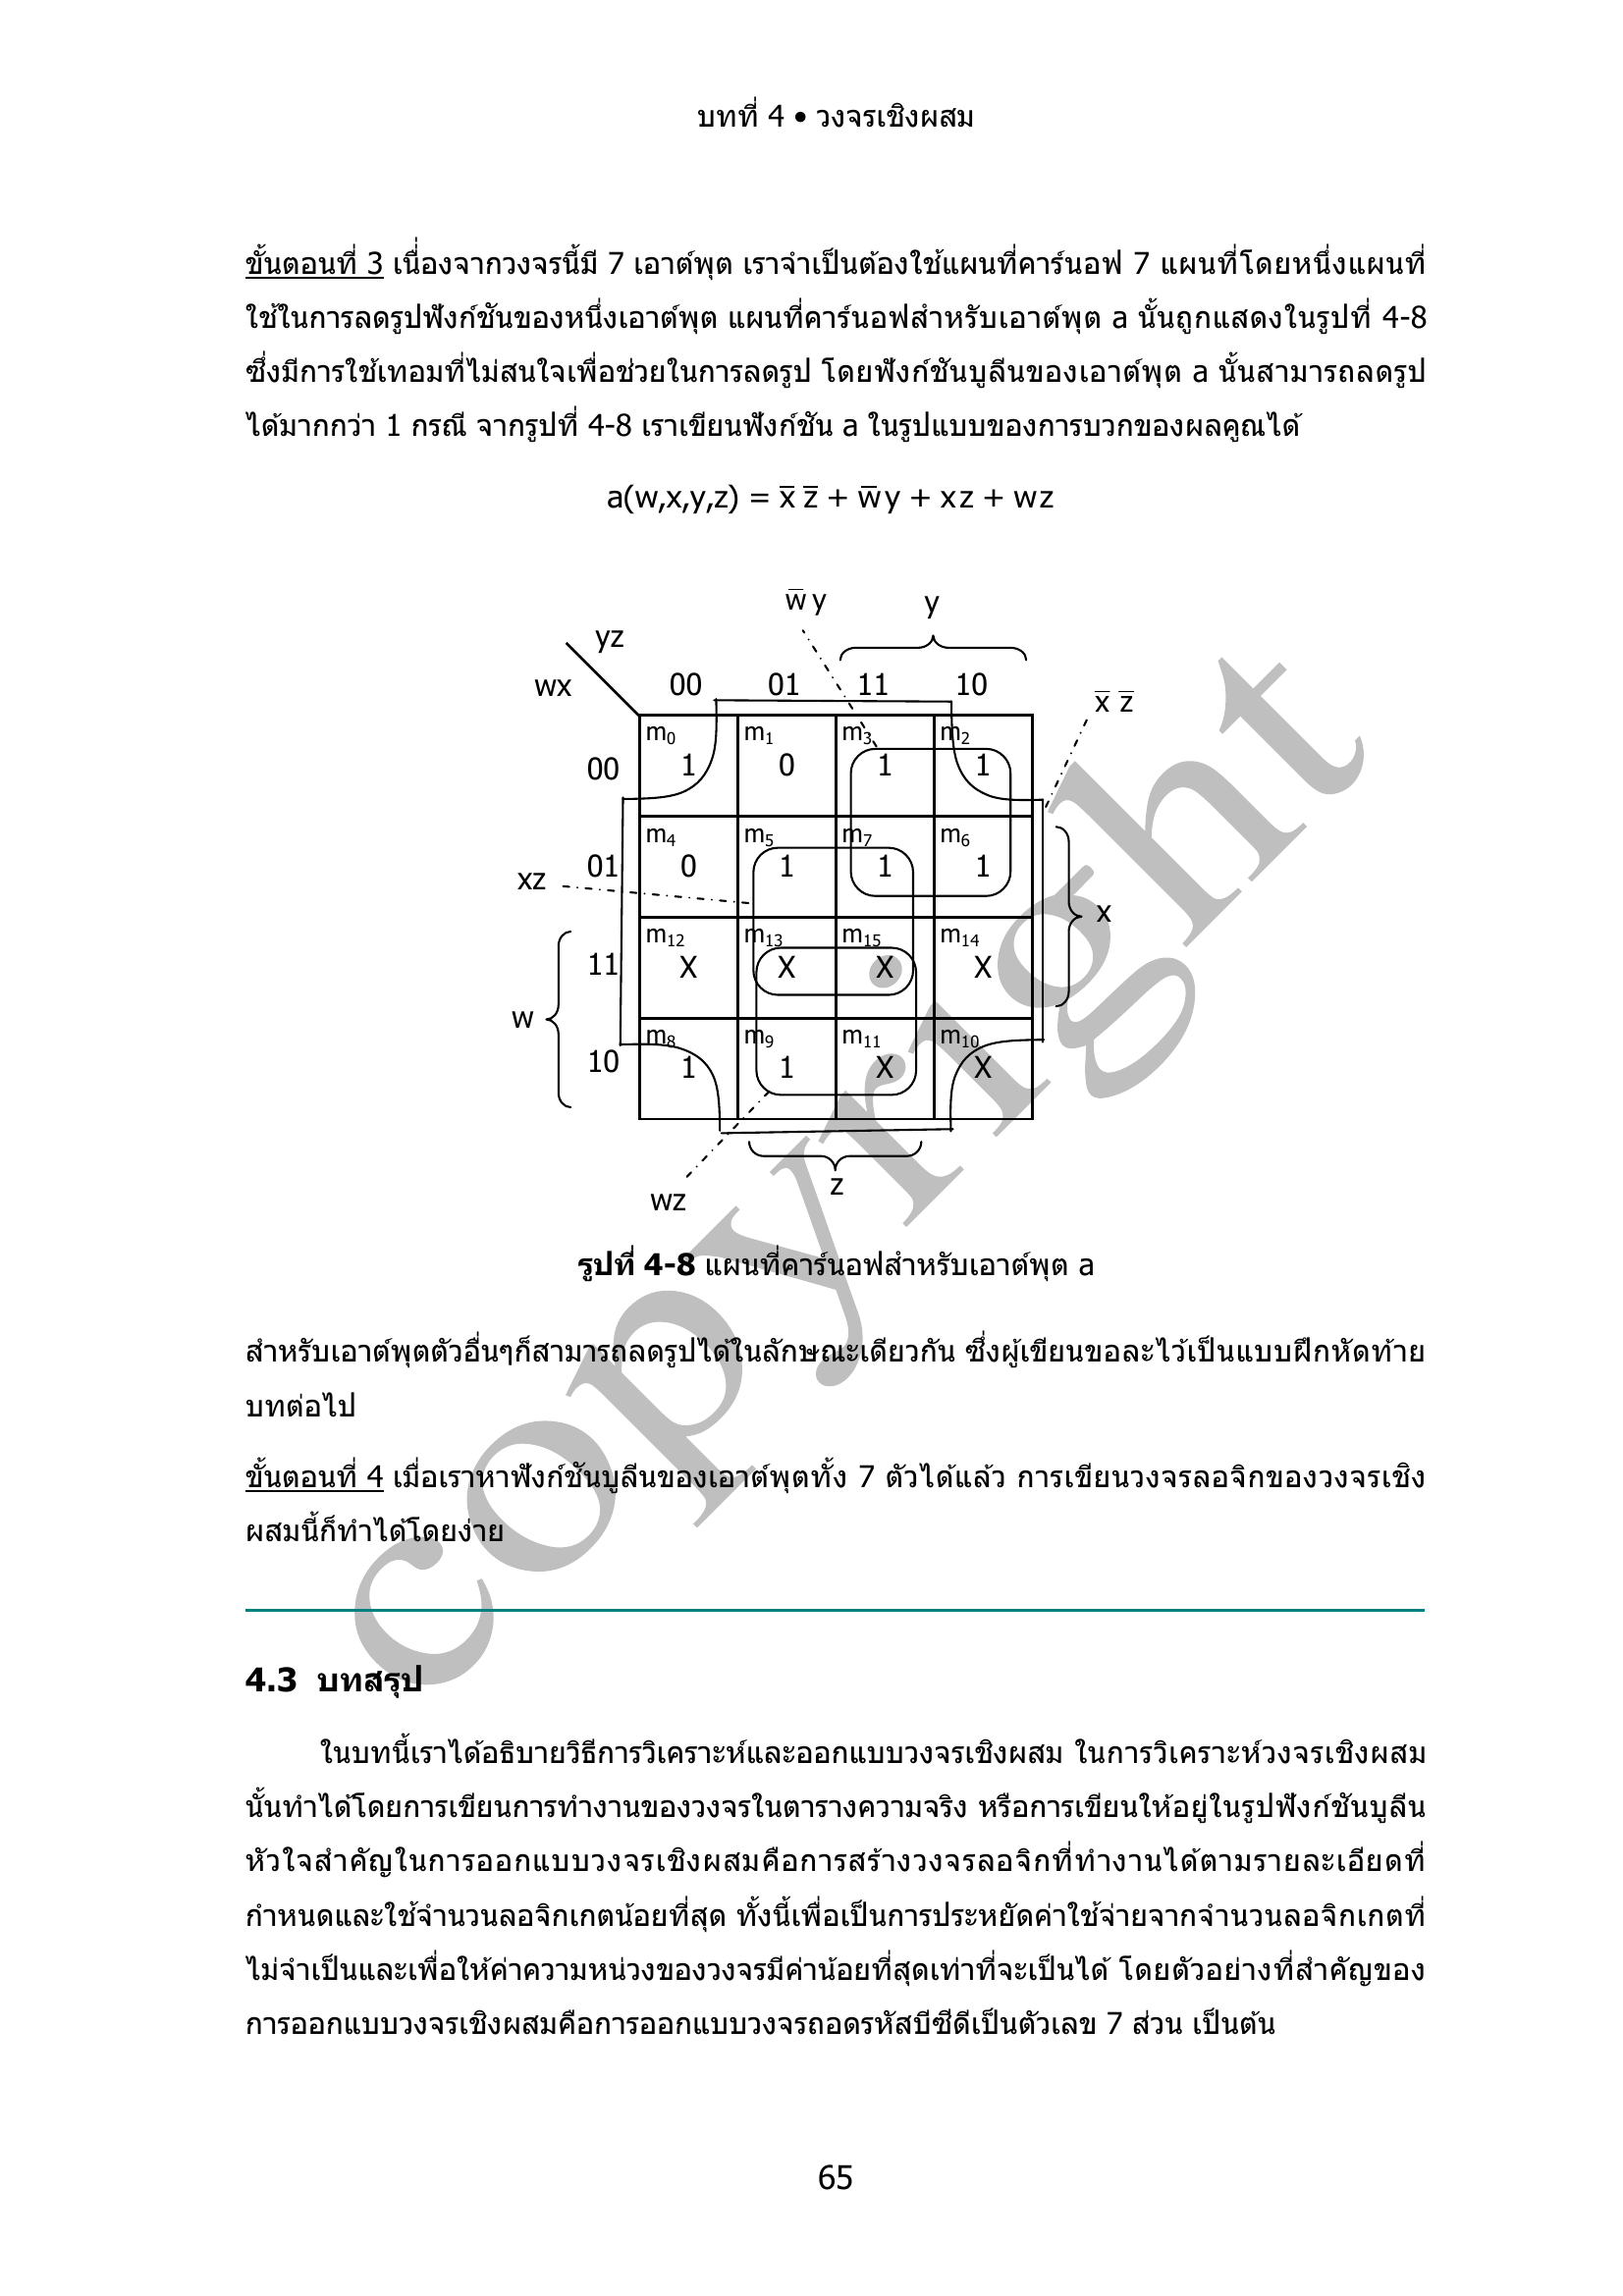 บทที่ 4 • วงจรเชิงผสม
ขั้นตอนที่ 3 เนื่องจากวงจรนี้มี 7 เอาต์พุต เราจำเป็นต้องใช้แผนที่คาร์นอฟ 7 แผนที่โดยหนึ่งแผนที่
ใช้ในการลดรูปฟังก์ชันของหนึ่งเอาต์พุต แผนที่คาร์นอฟสำหรับเอาต์พุต a นั้นถูกแสดงในรูปที่ 4-8
ซึ่งมีการใช้เทอมที่ไม่สนใจเพื่อช่วยในการลดรูป โดยฟังก์ชันบูลีนของเอาต์พุต a นั้นสามารถลดรูป
ได้มากกว่า 1 กรณี จากรูปที่ 4-8 เราเขียนฟังก์ชัน a ในรูปแบบของการบวกของผลคูณได้
a(w,x,y,z) = x̅ z̅ + w̅y + xz + wz
w̅ y y
yz
wx 00 01 11 10
x̅ z̅
m0 m1 m3 m2
00 1 0 1 1
m4 m5 m7 m6
01 0 1 1 1
xz
x
m12 m13 m15 m14
11 X X X X
w
m8 m9 m11 m10
10 1 1 X X
z
wz
รูปที่ 4-8 แผนที่คาร์นอฟสำหรับเอาต์พุต a
สำหรับเอาต์พุตตัวอื่นๆก็สามารถลดรูปได้ในลักษณะเดียวกัน ซึ่งผู้เขียนขอละไว้เป็นแบบฝึกหัดท้าย
บทต่อไป
ขั้นตอนที่ 4 เมื่อเราหาฟังก์ชันบูลีนของเอาต์พุตทั้ง 7 ตัวได้แล้ว การเขียนวงจรลอจิกของวงจรเชิง
ผสมนี้ก็ทำได้โดยง่าย
copyright
4.3 บทสรุป
ในบทนี้เราได้อธิบายวิธีการวิเคราะห์และออกแบบวงจรเชิงผสม ในการวิเคราะห์วงจรเชิงผสม
นั้นทำได้โดยการเขียนการทำงานของวงจรในตารางความจริง หรือการเขียนให้อยู่ในรูปฟังก์ชันบูลีน
หัวใจสำคัญในการออกแบบวงจรเชิงผสมคือการสร้างวงจรลอจิกที่ทำงานได้ตามรายละเอียดที่
กำหนดและใช้จำนวนลอจิกเกตน้อยที่สุด ทั้งนี้เพื่อเป็นการประหยัดค่าใช้จ่ายจากจำนวนลอจิกเกตที่
ไม่จำเป็นและเพื่อให้ค่าความหน่วงของวงจรมีค่าน้อยที่สุดเท่าที่จะเป็นได้ โดยตัวอย่างที่สำคัญของ
การออกแบบวงจรเชิงผสมคือการออกแบบวงจรถอดรหัสบีซีดีเป็นตัวเลข 7 ส่วน เป็นต้น
65